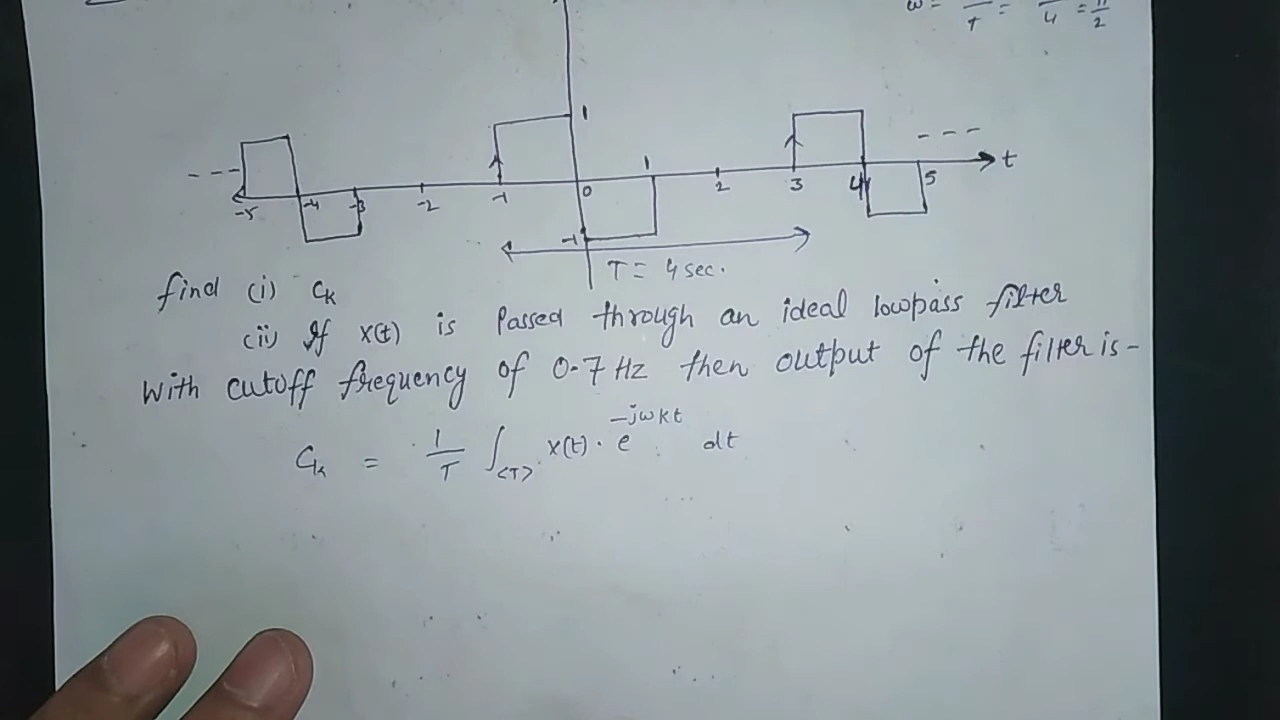 ω = — = — = π/2
T 4
1
- - -
- - - t
1
-5 -4 -3 -2 -1 0 2 3 4 5
-1
T = 4 sec.
find (i) Ck
(ii) If x(t) is Passed through an ideal lowpass filter
with cutoff frequency of 0.7 Hz then output of the filter is -
Ck = 1/T ∫<T> x(t) · e^-jωkt dt